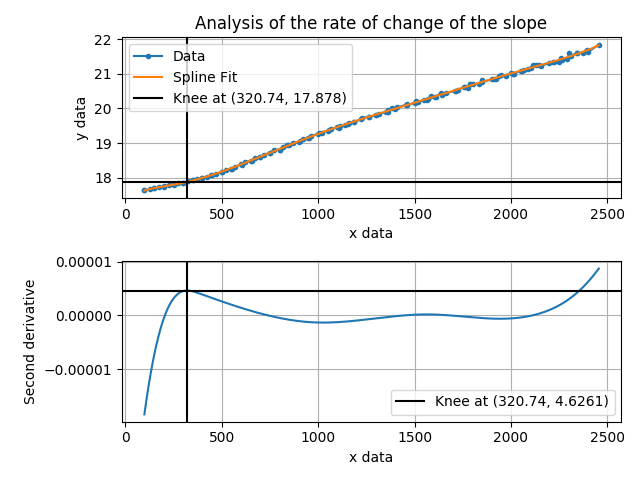 Analysis of the rate of change of the slope
22
21
20
19
18
y data
Data
Spline Fit
Knee at (320.74, 17.878)
0
500
1000
1500
2000
2500
x data
0.00001
0.00000
−0.00001
Second derivative
Knee at (320.74, 4.6261)
0
500
1000
1500
2000
2500
x data